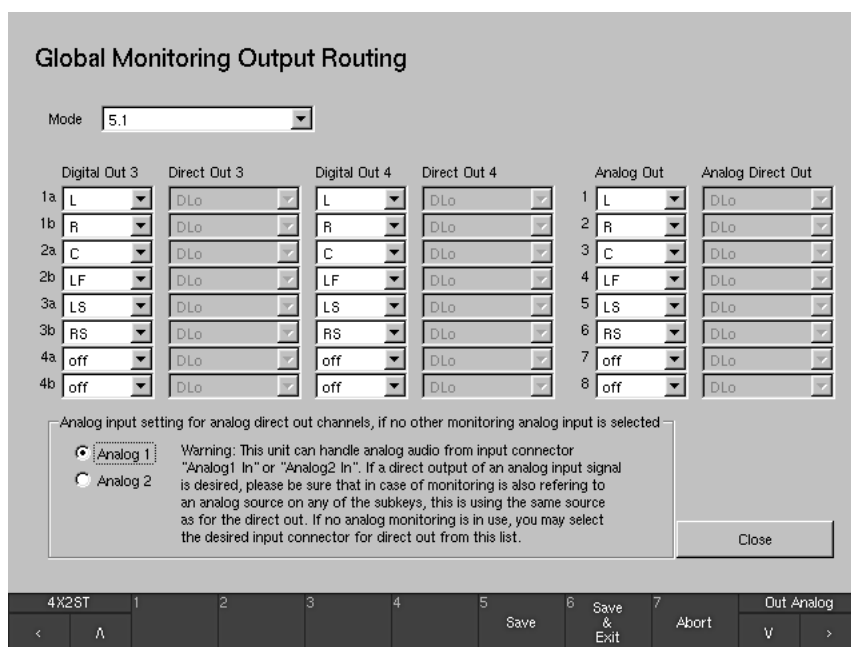 Global Monitoring Output Routing
Mode 5.1
Digital Out 3 Direct Out 3 Digital Out 4 Direct Out 4 Analog Out Analog Direct Out
1a L DLo L DLo 1 L DLo
1b R DLo R DLo 2 R DLo
2a C DLo C DLo 3 C DLo
2b LF DLo LF DLo 4 LF DLo
3a LS DLo LS DLo 5 LS DLo
3b RS DLo RS DLo 6 RS DLo
4a off DLo off DLo 7 off DLo
4b off DLo off DLo 8 off DLo
Analog input setting for analog direct out channels, if no other monitoring analog input is selected
Analog 1
Analog 2
Warning: This unit can handle analog audio from input connector
"Analog1 In" or "Analog2 In". If a direct output of an analog input signal
is desired, please be sure that in case of monitoring is also refering to
an analog source on any of the subkeys, this is using the same source
as for the direct out. If no analog monitoring is in use, you may select
the desired input connector for direct out from this list.
Close
4X2ST 1 2 3 4 5 Save 6 Save & Exit 7 Abort Out Analog
< Λ V >